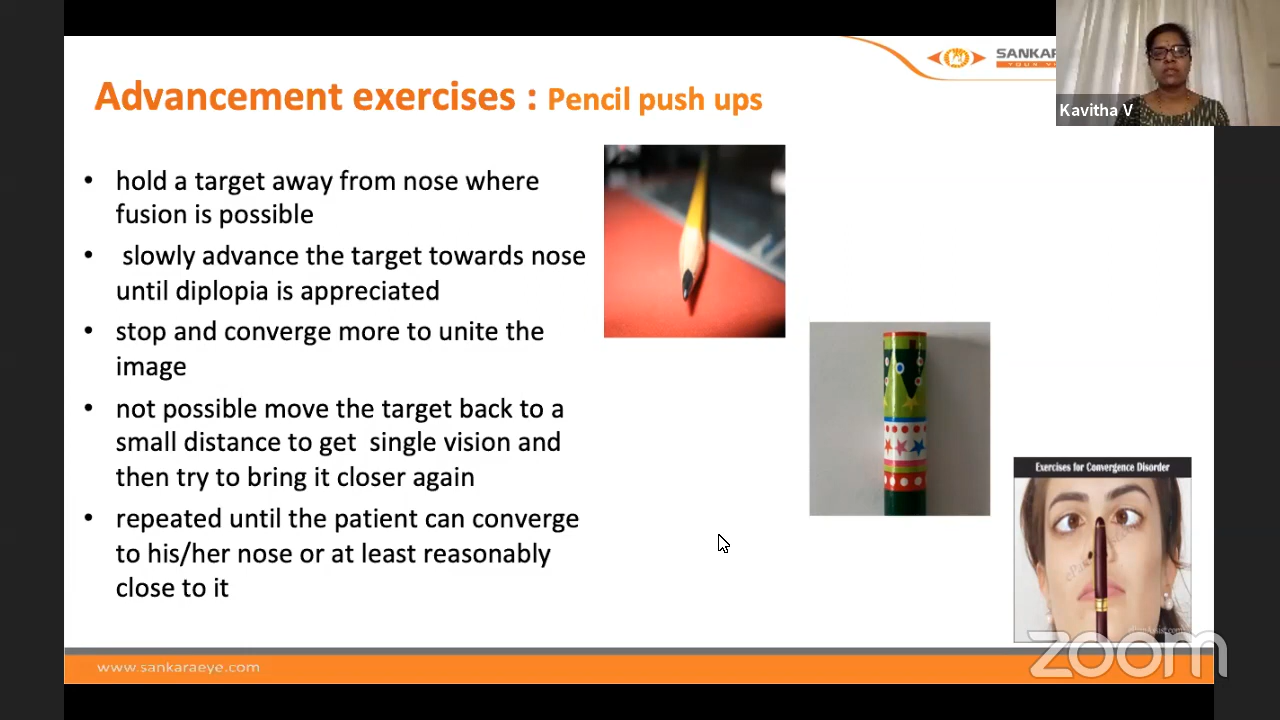 SANKARA
Advancement exercises : Pencil push ups
Kavitha V
• hold a target away from nose where
fusion is possible
• slowly advance the target towards nose
until diplopia is appreciated
• stop and converge more to unite the
image
• not possible move the target back to a
small distance to get single vision and
then try to bring it closer again
• repeated until the patient can converge
to his/her nose or at least reasonably
close to it
Exercises for Convergence Disorder
zoom
www.sankaraeye.com